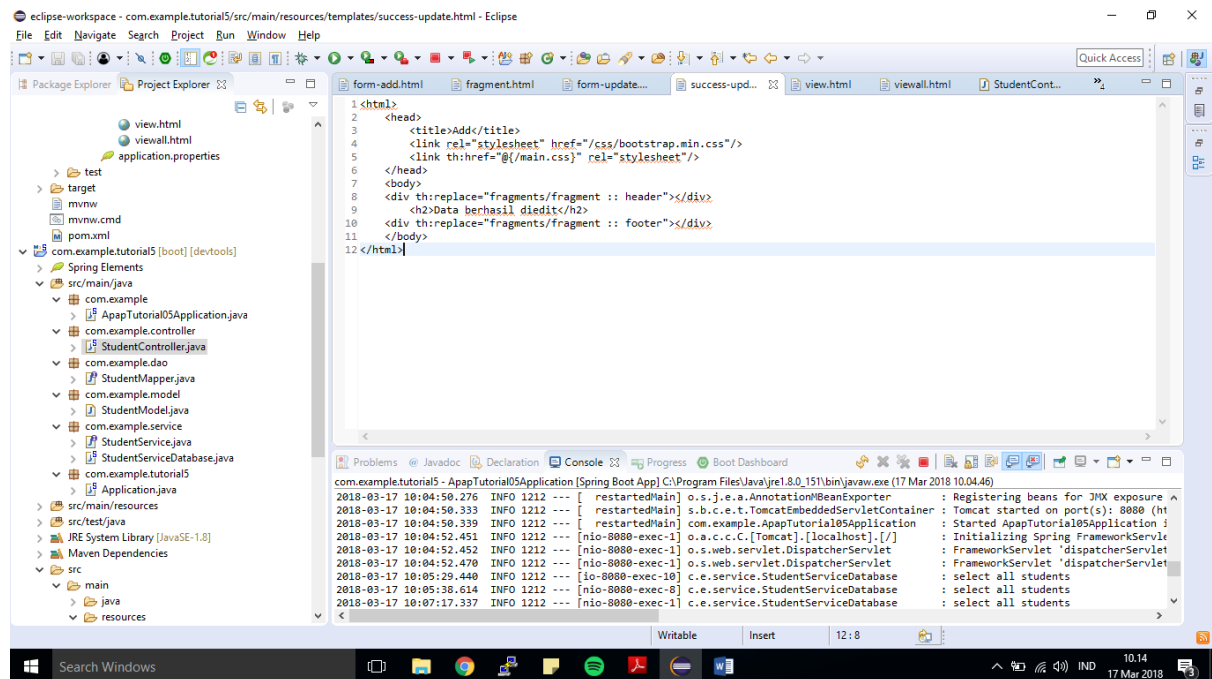 eclipse-workspace - com.example.tutorial5/src/main/resources/templates/success-update.html - Eclipse
File Edit Navigate Search Project Run Window Help
Quick Access
Package Explorer Project Explorer
form-add.html fragment.html form-update.... success-upd... view.html viewall.html StudentCont... »4
view.html
viewall.html
application.properties
test
target
mvnw
mvnw.cmd
pom.xml
com.example.tutorial5 [boot] [devtools]
Spring Elements
src/main/java
com.example
ApapTutorial05Application.java
com.example.controller
StudentController.java
com.example.dao
StudentMapper.java
com.example.model
StudentModel.java
com.example.service
StudentService.java
StudentServiceDatabase.java
com.example.tutorial5
Application.java
src/main/resources
src/test/java
JRE System Library [JavaSE-1.8]
Maven Dependencies
src
main
java
resources
1 <html>
2 <head>
3 <title>Add</title>
4 <link rel="stylesheet" href="/css/bootstrap.min.css"/>
5 <link th:href="@{/main.css}" rel="stylesheet"/>
6 </head>
7 <body>
8 <div th:replace="fragments/fragment :: header"></div>
9 <h2>Data berhasil diedit</h2>
10 <div th:replace="fragments/fragment :: footer"></div>
11 </body>
12 </html>
Problems @ Javadoc Declaration Console Progress Boot Dashboard
com.example.tutorial5 - ApapTutorial05Application [Spring Boot App] C:\Program Files\Java\jre1.8.0_151\bin\javaw.exe (17 Mar 2018 10.04.46)
2018-03-17 10:04:50.276 INFO 1212 --- [ restartedMain] o.s.j.e.a.AnnotationMBeanExporter : Registering beans for JMX exposure
2018-03-17 10:04:50.333 INFO 1212 --- [ restartedMain] s.b.c.e.t.TomcatEmbeddedServletContainer : Tomcat started on port(s): 8080 (ht
2018-03-17 10:04:50.339 INFO 1212 --- [ restartedMain] com.example.ApapTutorial05Application : Started ApapTutorial05Application i
2018-03-17 10:04:52.451 INFO 1212 --- [nio-8080-exec-1] o.a.c.c.C.[Tomcat].[localhost].[/] : Initializing Spring FrameworkServle
2018-03-17 10:04:52.452 INFO 1212 --- [nio-8080-exec-1] o.s.web.servlet.DispatcherServlet : FrameworkServlet 'dispatcherServlet
2018-03-17 10:04:52.470 INFO 1212 --- [nio-8080-exec-1] o.s.web.servlet.DispatcherServlet : FrameworkServlet 'dispatcherServlet
2018-03-17 10:05:29.440 INFO 1212 --- [io-8080-exec-10] c.e.service.StudentServiceDatabase : select all students
2018-03-17 10:05:38.614 INFO 1212 --- [nio-8080-exec-8] c.e.service.StudentServiceDatabase : select all students
2018-03-17 10:07:17.337 INFO 1212 --- [nio-8080-exec-1] c.e.service.StudentServiceDatabase : select all students
Writable Insert 12 : 8
Search Windows
IND
10.14
17 Mar 2018
3